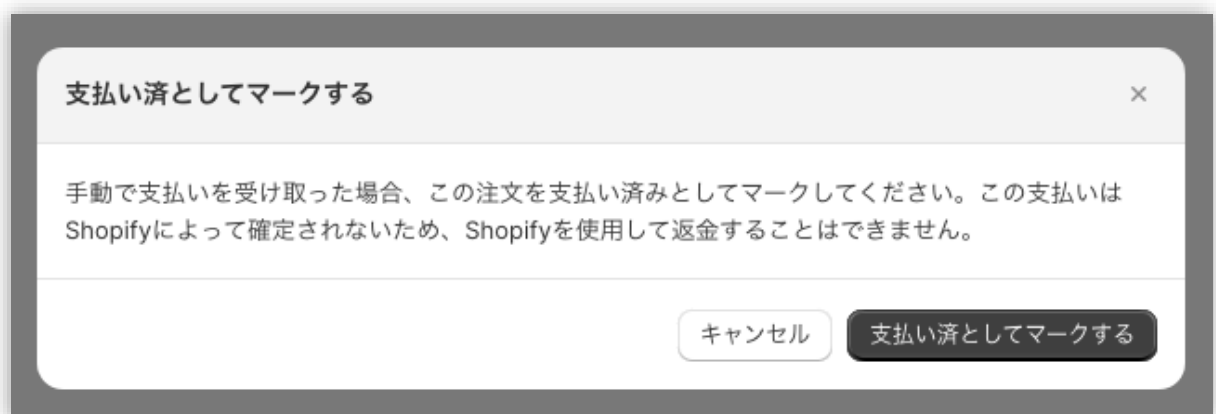 支払い済としてマークする
×
手動で支払いを受け取った場合、この注文を支払い済みとしてマークしてください。この支払いは
Shopifyによって確定されないため、Shopifyを使用して返金することはできません。
キャンセル 支払い済としてマークする